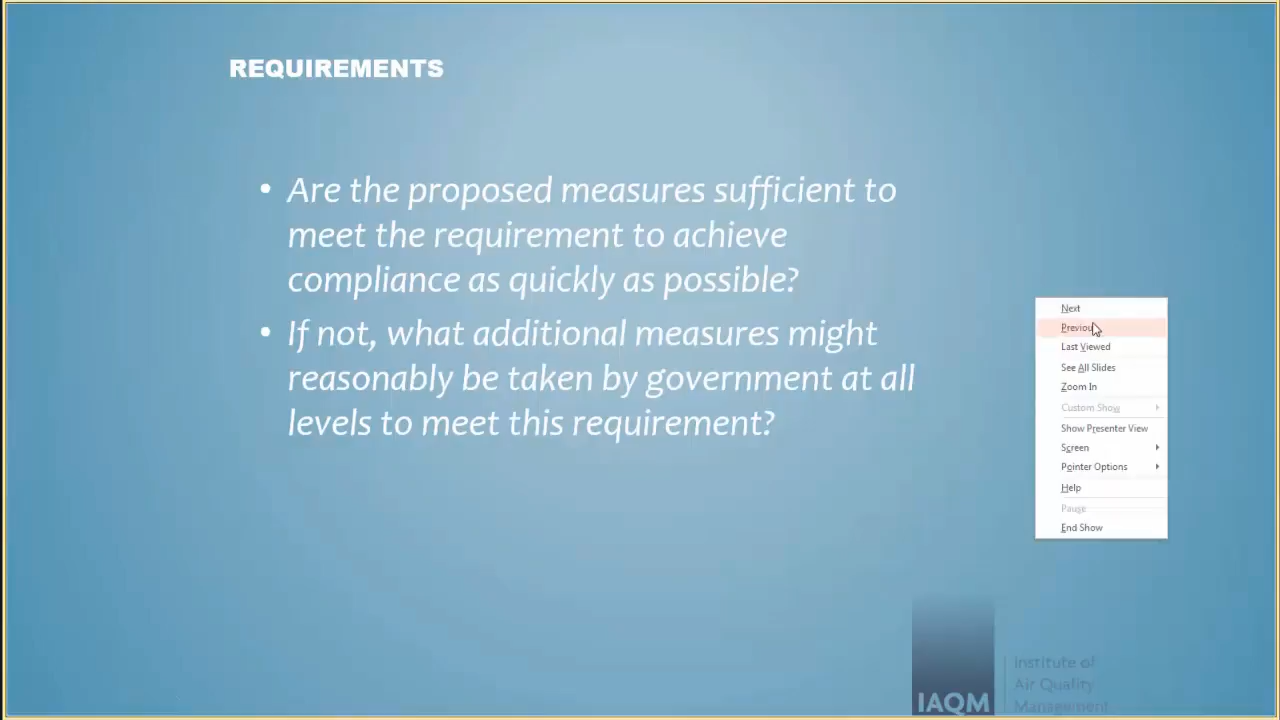 REQUIREMENTS
• Are the proposed measures sufficient to
meet the requirement to achieve
compliance as quickly as possible?
• If not, what additional measures might
reasonably be taken by government at all
levels to meet this requirement?
Next
Previou
Last Viewed
See All Slides
Zoom In
Custom Show
Show Presenter View
Screen
Pointer Options
Help
Pause
End Show
IAQM
Institute of
Air Quality
Management